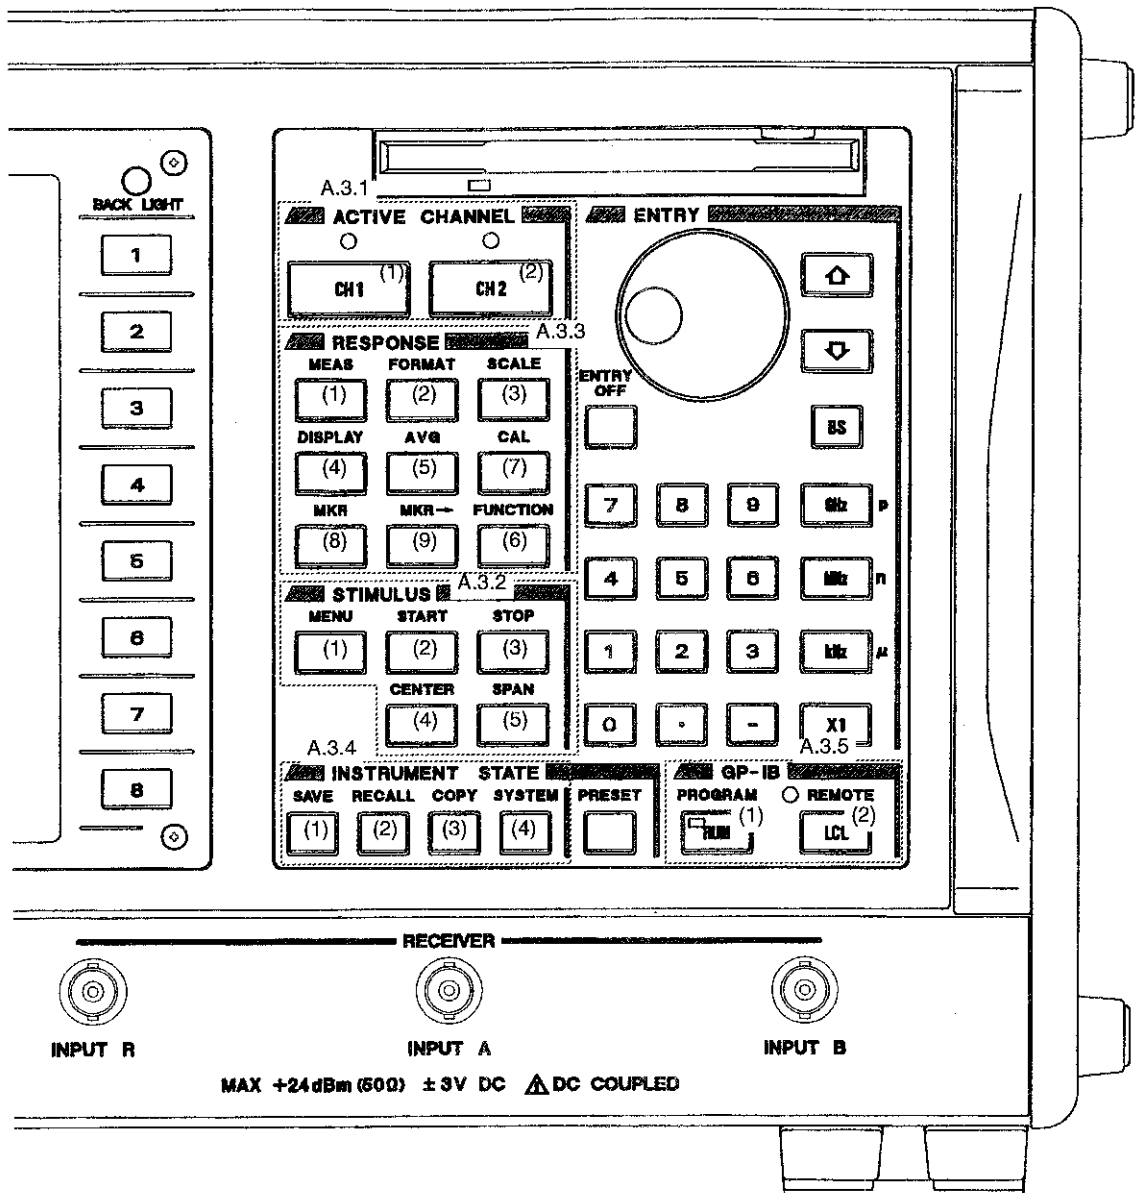 BACK LIGHT
1
2
3
4
5
6
7
8
A.3.1
ACTIVE CHANNEL
CH1 (1)
CH2 (2)
A.3.3
RESPONSE
MEAS FORMAT SCALE
(1) (2) (3)
DISPLAY AVG CAL
(4) (5) (7)
MKR MKR→ FUNCTION
(8) (9) (6)
A.3.2
STIMULUS
MENU START STOP
(1) (2) (3)
CENTER SPAN
(4) (5)
A.3.4
INSTRUMENT STATE
SAVE RECALL COPY SYSTEM
(1) (2) (3) (4)
PRESET
ENTRY
ENTRY
OFF
BS
7 8 9 GHz p
4 5 6 MHz n
1 2 3 kHz μ
0 . - X1
A.3.5
GP-IB
PROGRAM REMOTE
RUN (1)
LCL (2)
RECEIVER
INPUT R INPUT A INPUT B
MAX +24dBm (50Ω) ±3V DC ⚠ DC COUPLED